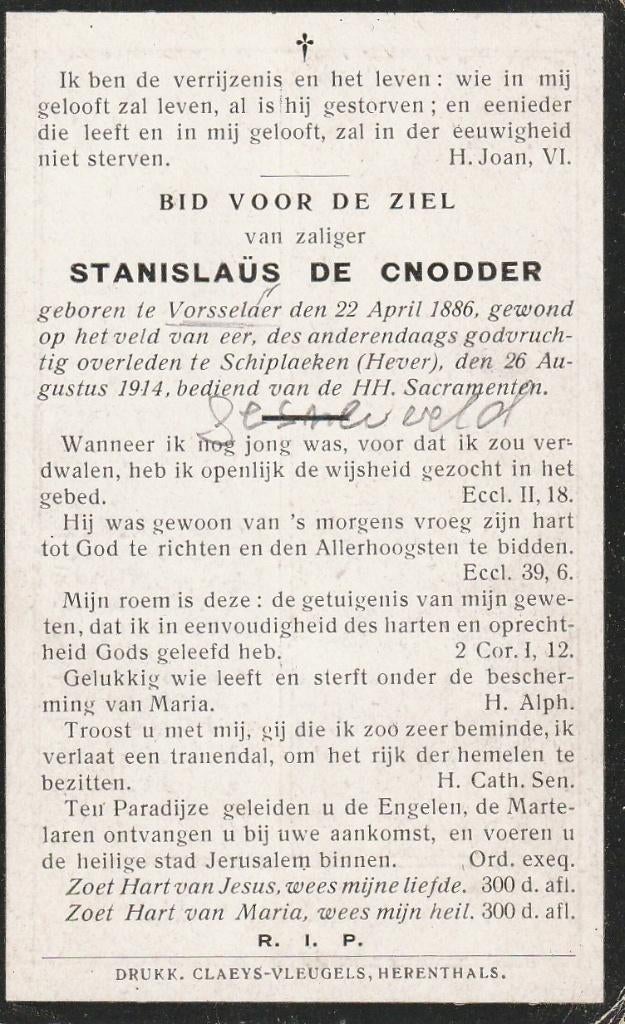 Ik ben de verrijzenis en het leven : wie in mij
gelooft zal leven, al is hij gestorven ; en eenieder
die leeft en in mij gelooft, zal in der eeuwigheid
niet sterven. H. Joan, VI.
BID VOOR DE ZIEL
van zaliger
STANISLAÜS DE CNODDER
geboren te Vorsselaer den 22 April 1886, gewond
op het veld van eer, des anderendaags godvruch-
tig overleden te Schiplaeken (Hever), den 26 Au-
gustus 1914, bediend van de HH. Sacramenten.
Wanneer ik nog jong was, voor dat ik zou ver-
dwalen, heb ik openlijk de wijsheid gezocht in het
gebed. Eccl. II, 18.
Hij was gewoon van 's morgens vroeg zijn hart
tot God te richten en den Allerhoogsten te bidden.
Eccl. 39, 6.
Mijn roem is deze : de getuigenis van mijn gewe-
ten, dat ik in eenvoudigheid des harten en oprecht-
heid Gods geleefd heb. 2 Cor. I, 12.
Gelukkig wie leeft en sterft onder de bescher-
ming van Maria. H. Alph.
Troost u met mij, gij die ik zoo zeer beminde, ik
verlaat een tranendal, om het rijk der hemelen te
bezitten. H. Cath. Sen.
Ten Paradijze geleiden u de Engelen, de Marte-
laren ontvangen u bij uwe aankomst, en voeren u
de heilige stad Jerusalem binnen. Ord. exeq.
Zoet Hart van Jesus, wees mijne liefde. 300 d. afl.
Zoet Hart van Maria, wees mijn heil. 300 d. afl.
R. I. P.
DRUKK. CLAEYS-VLEUGELS, HERENTHALS.